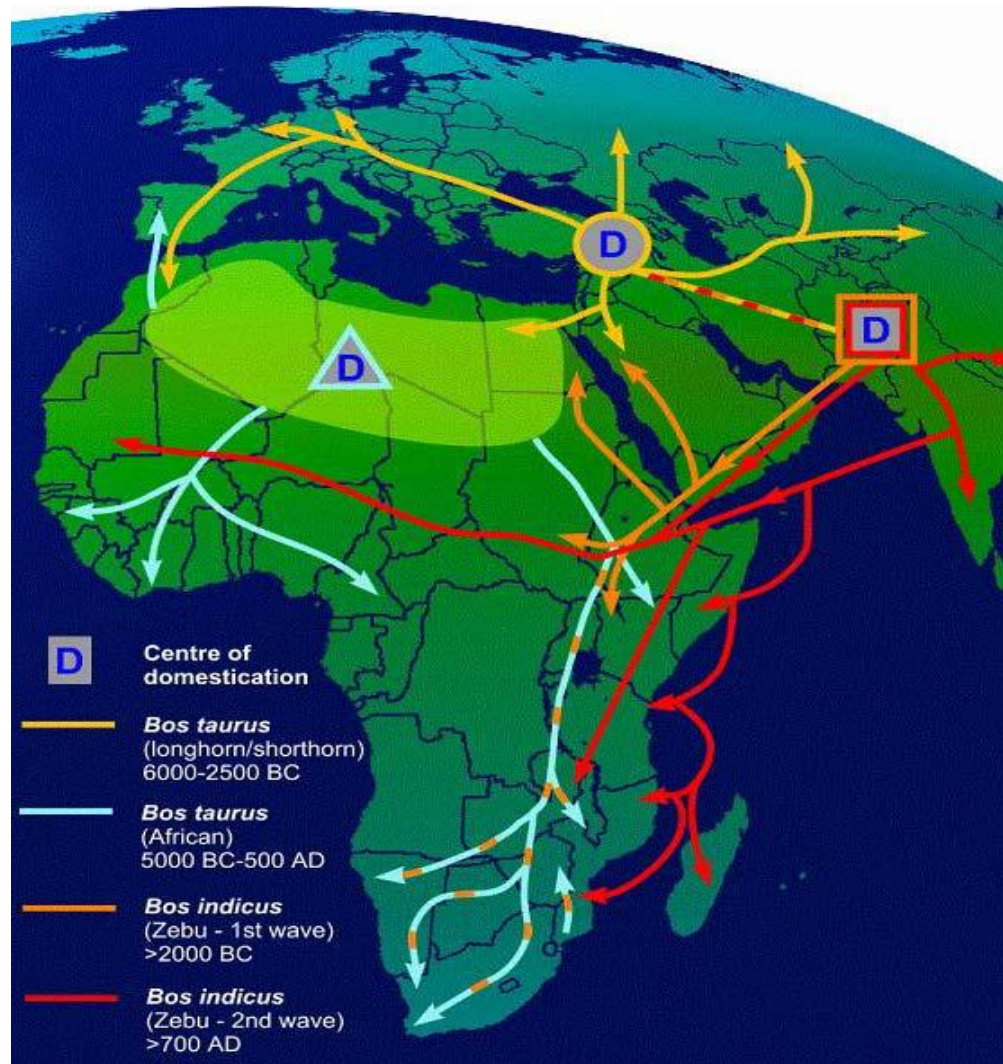 D
D
D
D
Centre of
domestication
Bos taurus
(longhorn/shorthorn)
6000-2500 BC
Bos taurus
(African)
5000 BC-500 AD
Bos indicus
(Zebu - 1st wave)
>2000 BC
Bos indicus
(Zebu - 2nd wave)
>700 AD